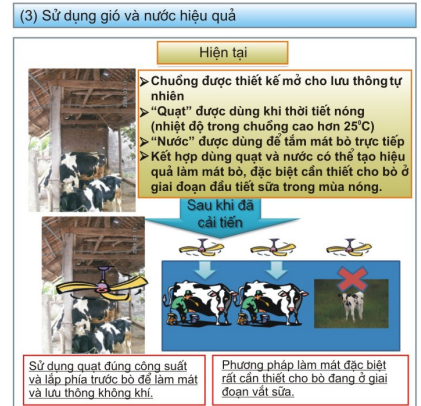 (3) Sử dụng gió và nước hiệu quả
Hiện tại
➢ Chuồng được thiết kế mở cho lưu thông tự
nhiên
➢ “Quạt” được dùng khi thời tiết nóng
(nhiệt độ trong chuồng cao hơn 25⁰C)
➢ “Nước” được dùng để tắm mát bò trực tiếp
➢ Kết hợp dùng quạt và nước có thể tạo hiệu
quả làm mát bò, đặc biệt cần thiết cho bò ở
giai đoạn đầu tiết sữa trong mùa nóng.
Sau khi đã
cải tiến
Sử dụng quạt đúng công suất
và lắp phía trước bò để làm mát
và lưu thông không khí.
Phương pháp làm mát đặc biệt
rất cần thiết cho bò đang ở giai
đoạn vắt sữa.